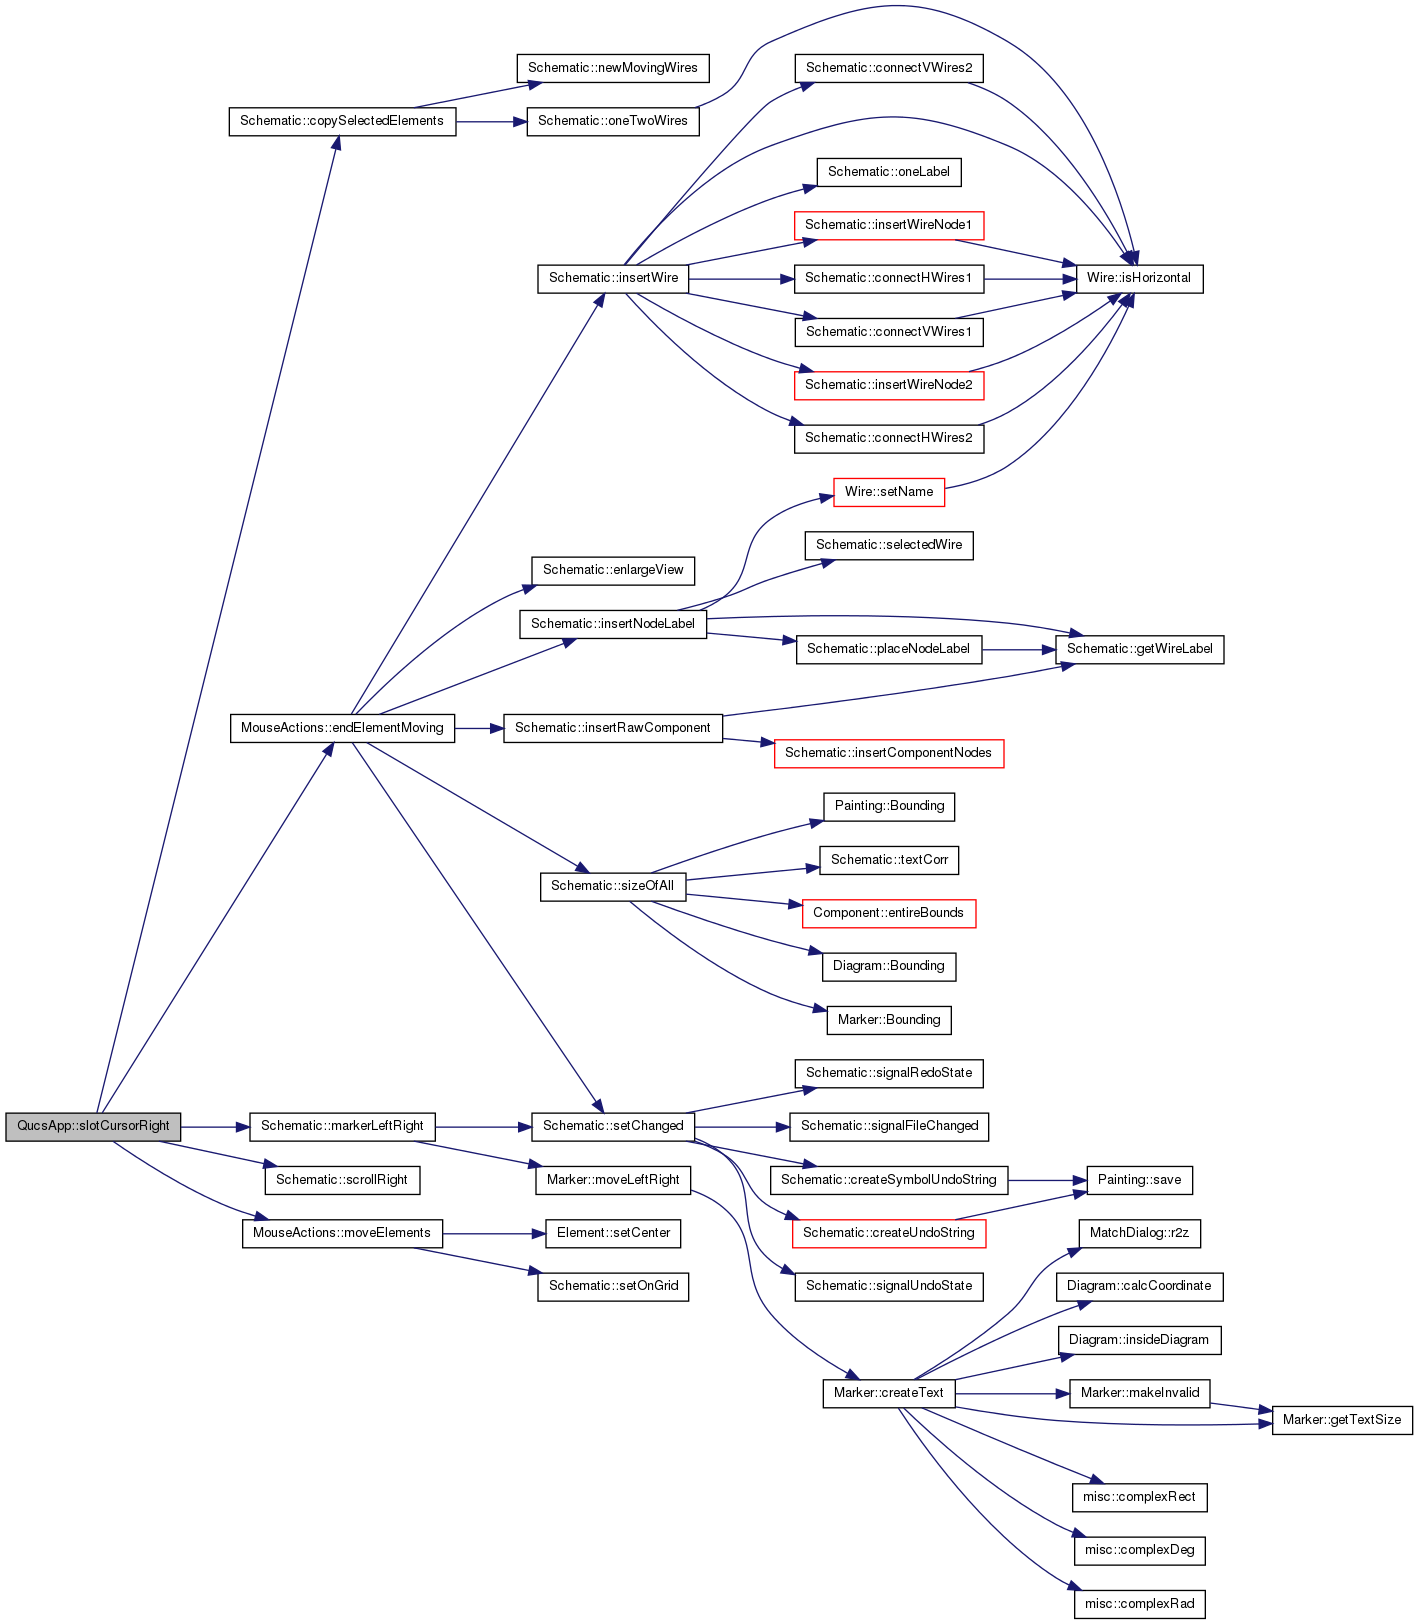 Schematic::newMovingWires
Schematic::connectVWires2
Schematic::copySelectedElements
Schematic::oneTwoWires
Schematic::oneLabel
Schematic::insertWireNode1
Schematic::insertWire
Schematic::connectHWires1
Wire::isHorizontal
Schematic::connectVWires1
Schematic::insertWireNode2
Schematic::connectHWires2
Wire::setName
Schematic::selectedWire
Schematic::enlargeView
Schematic::insertNodeLabel
Schematic::placeNodeLabel
Schematic::getWireLabel
MouseActions::endElementMoving
Schematic::insertRawComponent
Schematic::insertComponentNodes
Painting::Bounding
Schematic::textCorr
Schematic::sizeOfAll
Component::entireBounds
Diagram::Bounding
Marker::Bounding
Schematic::signalRedoState
QucsApp::slotCursorRight
Schematic::markerLeftRight
Schematic::setChanged
Schematic::signalFileChanged
Schematic::scrollRight
Marker::moveLeftRight
Schematic::createSymbolUndoString
Painting::save
MouseActions::moveElements
Element::setCenter
Schematic::createUndoString
MatchDialog::r2z
Schematic::setOnGrid
Schematic::signalUndoState
Diagram::calcCoordinate
Diagram::insideDiagram
Marker::createText
Marker::makeInvalid
Marker::getTextSize
misc::complexRect
misc::complexDeg
misc::complexRad